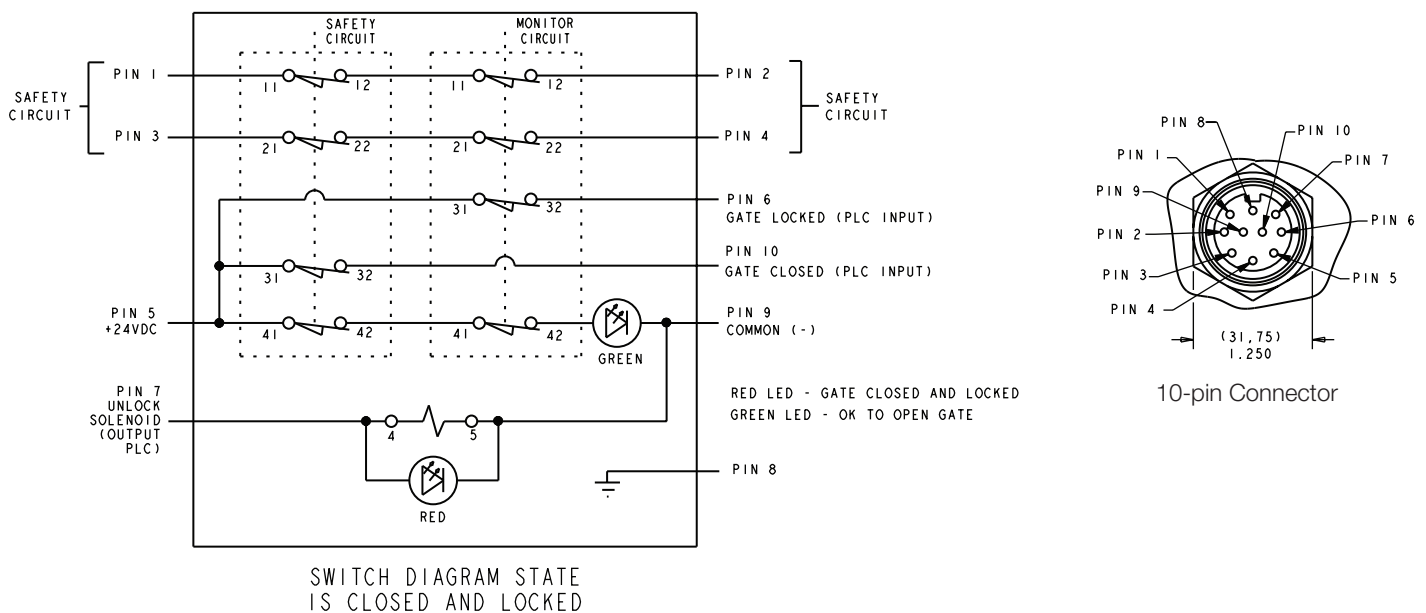 SAFETY
CIRCUIT
MONITOR
CIRCUIT
SAFETY
CIRCUIT
PIN 1
11
12
11
12
PIN 2
SAFETY
CIRCUIT
PIN 3
21
22
21
22
PIN 4
31
32
PIN 6
GATE LOCKED (PLC INPUT)
31
32
PIN 10
GATE CLOSED (PLC INPUT)
PIN 5
+24VDC
41
42
41
42
GREEN
PIN 9
COMMON (-)
PIN 7
UNLOCK
SOLENOID
(OUTPUT
PLC)
4
5
RED
RED LED - GATE CLOSED AND LOCKED
GREEN LED - OK TO OPEN GATE
PIN 8
SWITCH DIAGRAM STATE
IS CLOSED AND LOCKED
PIN 8
PIN 10
PIN 1
PIN 7
PIN 9
PIN 6
PIN 2
PIN 3
PIN 5
PIN 4
(31,75)
1.250
10-pin Connector